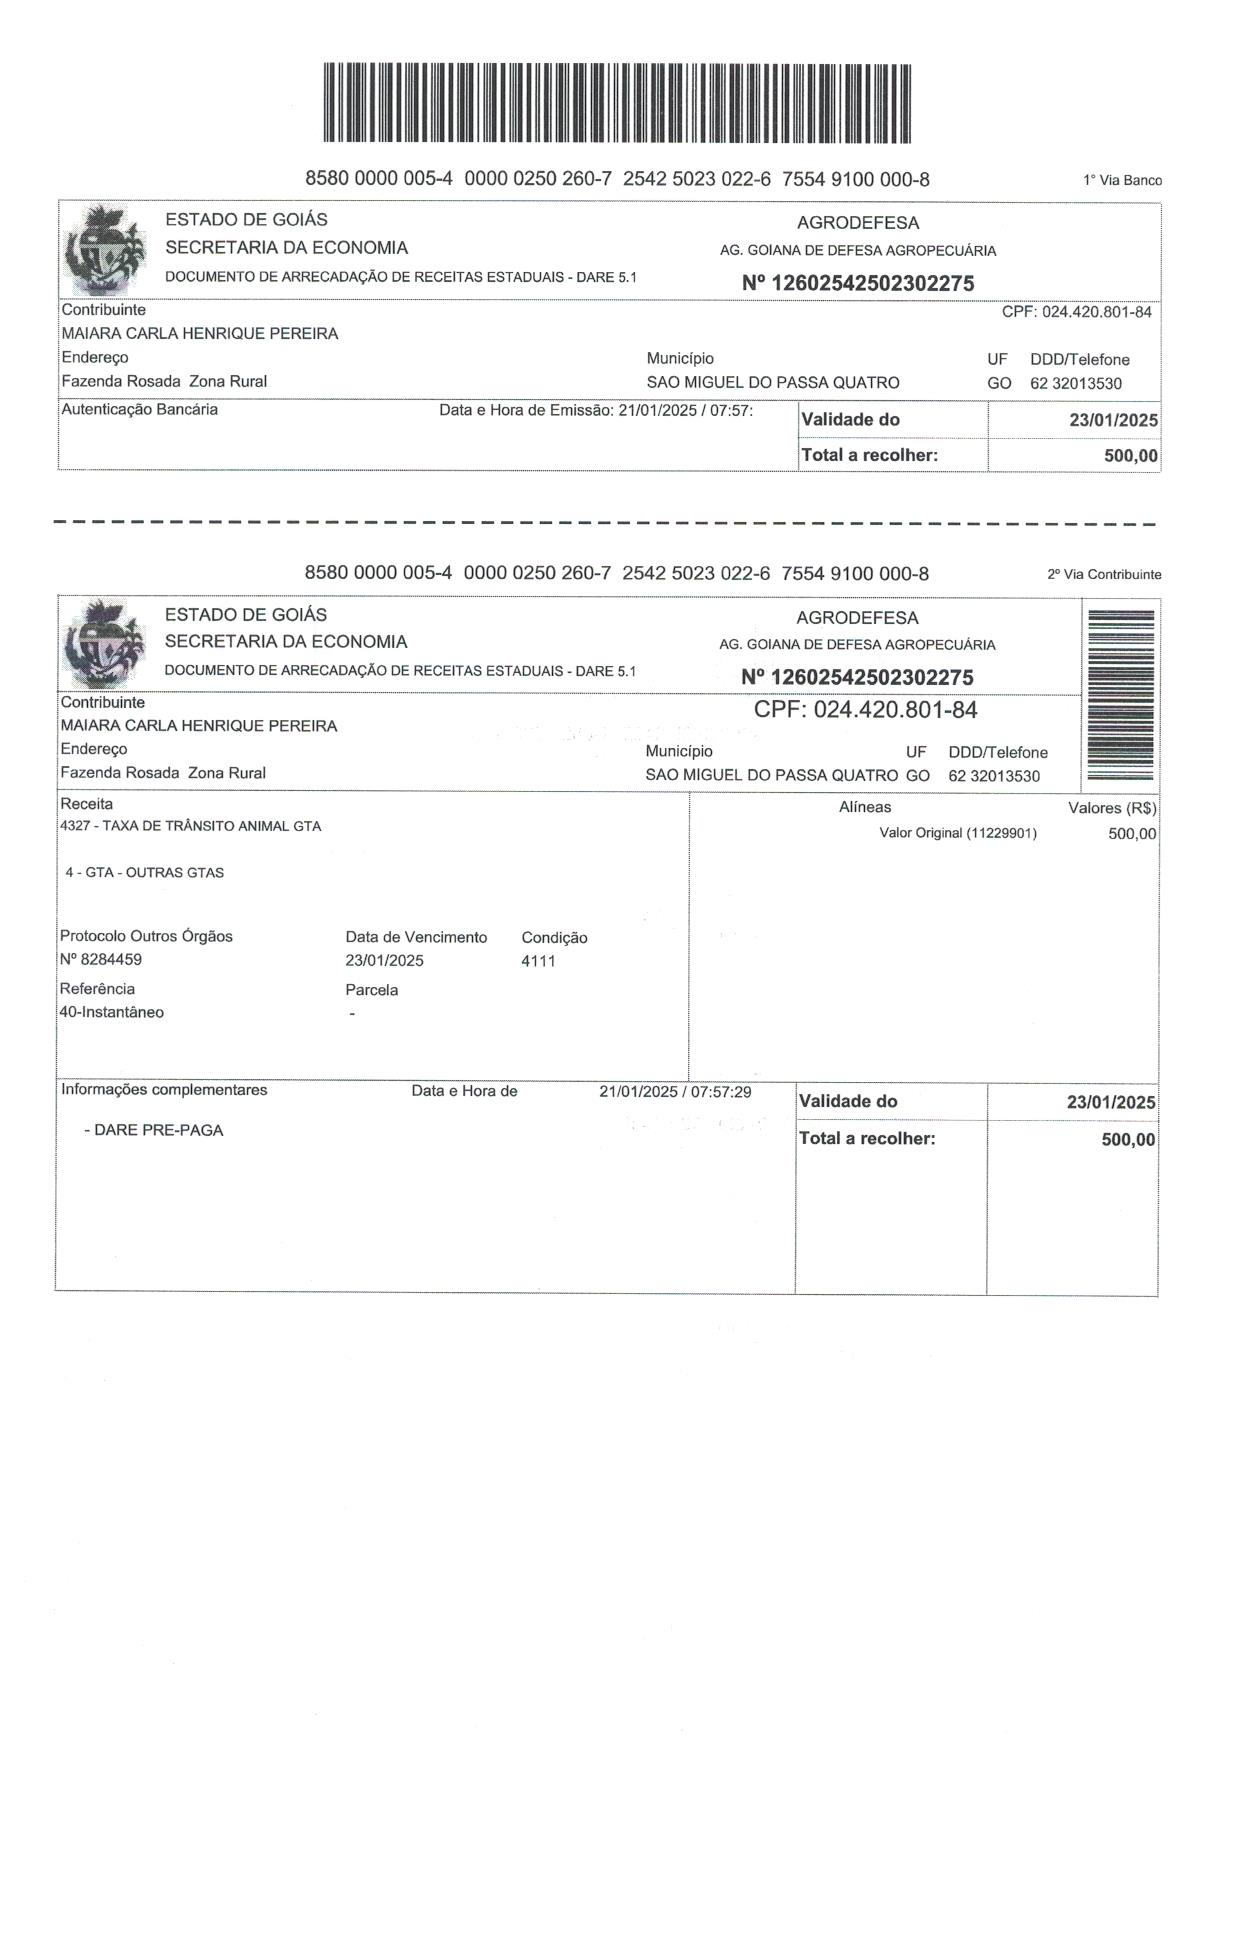 8580 0000 005-4 0000 0250 260-7 2542 5023 022-6 7554 9100 000-8 1° Via Banco
ESTADO DE GOIÁS
SECRETARIA DA ECONOMIA
DOCUMENTO DE ARRECADAÇÃO DE RECEITAS ESTADUAIS - DARE 5.1
AGRODEFESA
AG. GOIANA DE DEFESA AGROPECUÁRIA
Nº 12602542502302275
Contribuinte CPF: 024.420.801-84
MAIARA CARLA HENRIQUE PEREIRA
Endereço Município UF DDD/Telefone
Fazenda Rosada Zona Rural SAO MIGUEL DO PASSA QUATRO GO 62 32013530
Autenticação Bancária Data e Hora de Emissão: 21/01/2025 / 07:57:
Validade do 23/01/2025
Total a recolher: 500,00
8580 0000 005-4 0000 0250 260-7 2542 5023 022-6 7554 9100 000-8 2º Via Contribuinte
ESTADO DE GOIÁS
SECRETARIA DA ECONOMIA
DOCUMENTO DE ARRECADAÇÃO DE RECEITAS ESTADUAIS - DARE 5.1
AGRODEFESA
AG. GOIANA DE DEFESA AGROPECUÁRIA
Nº 12602542502302275
Contribuinte CPF: 024.420.801-84
MAIARA CARLA HENRIQUE PEREIRA
Endereço Município UF DDD/Telefone
Fazenda Rosada Zona Rural SAO MIGUEL DO PASSA QUATRO GO 62 32013530
Receita Alíneas Valores (R$)
4327 - TAXA DE TRÂNSITO ANIMAL GTA Valor Original (11229901) 500,00
4 - GTA - OUTRAS GTAS
Protocolo Outros Órgãos Data de Vencimento Condição
Nº 8284459 23/01/2025 4111
Referência Parcela
40-Instantâneo -
Informações complementares Data e Hora de 21/01/2025 / 07:57:29
- DARE PRE-PAGA
Validade do 23/01/2025
Total a recolher: 500,00